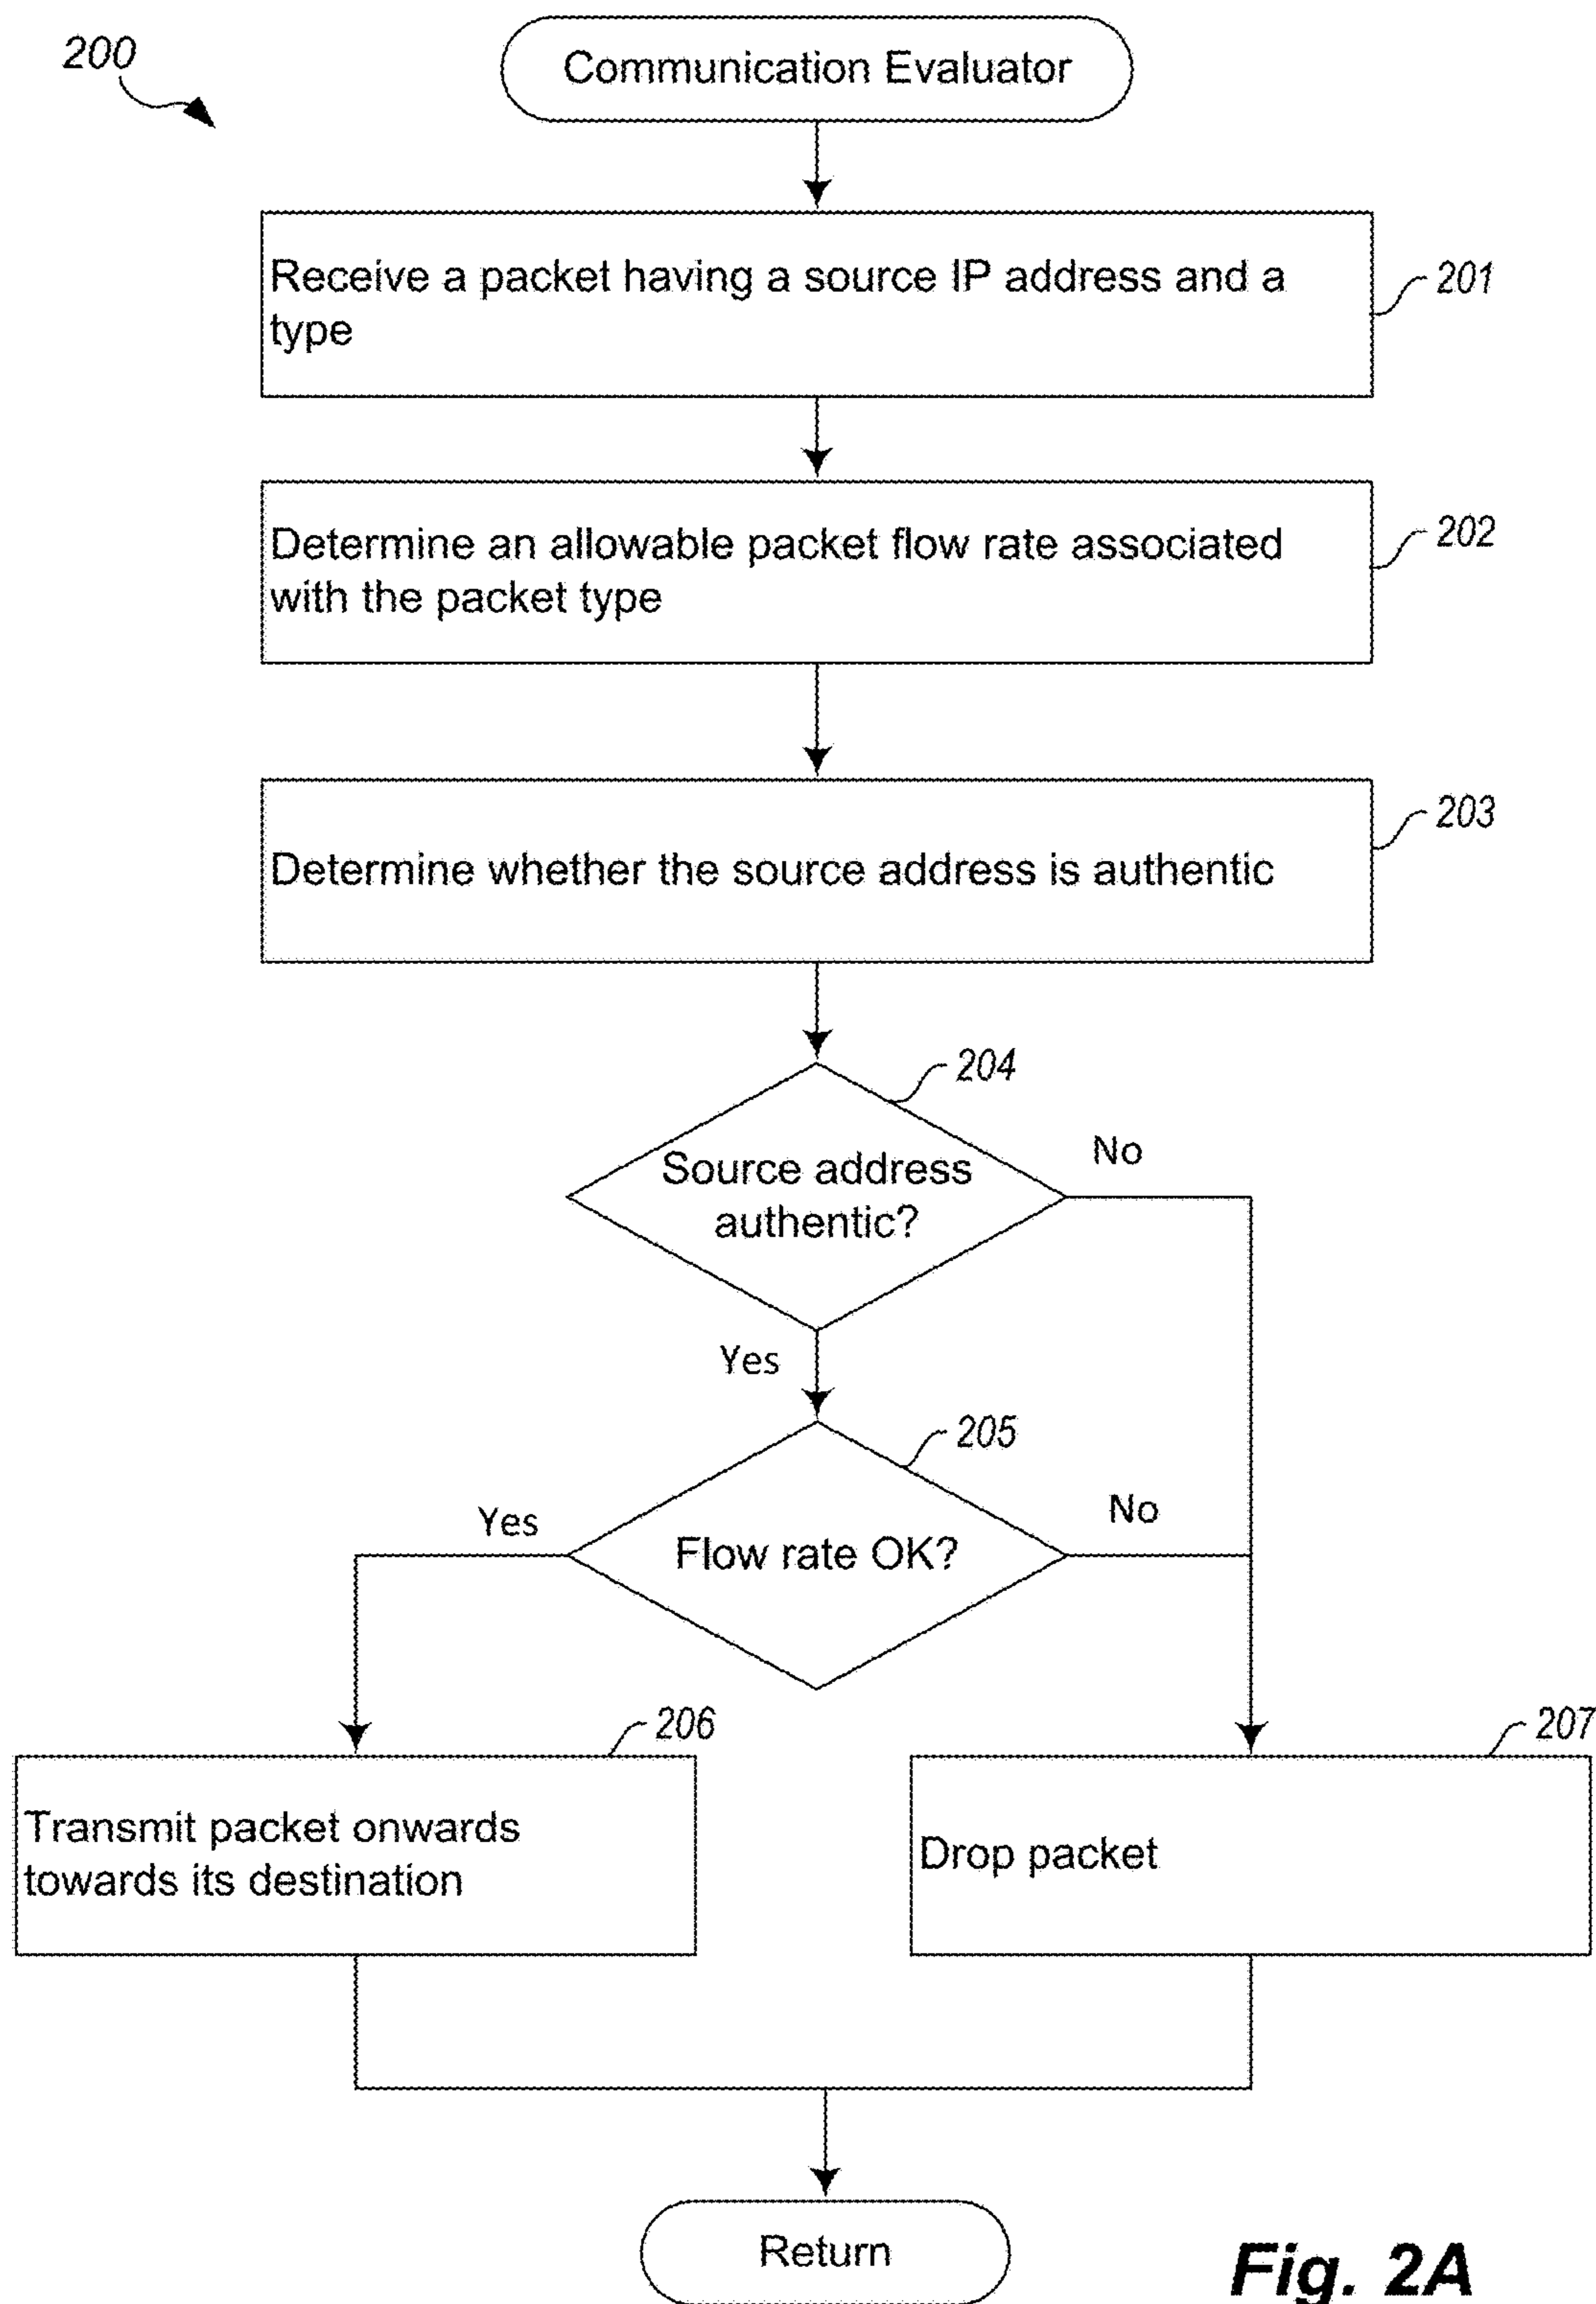 200
Communication Evaluator
Receive a packet having a source IP address and a
type
201
Determine an allowable packet flow rate associated
with the packet type
202
Determine whether the source address is authentic
203
204
Source address
authentic?
No
Yes
205
Flow rate OK?
Yes
No
206
Transmit packet onwards
towards its destination
207
Drop packet
Return
Fig. 2A